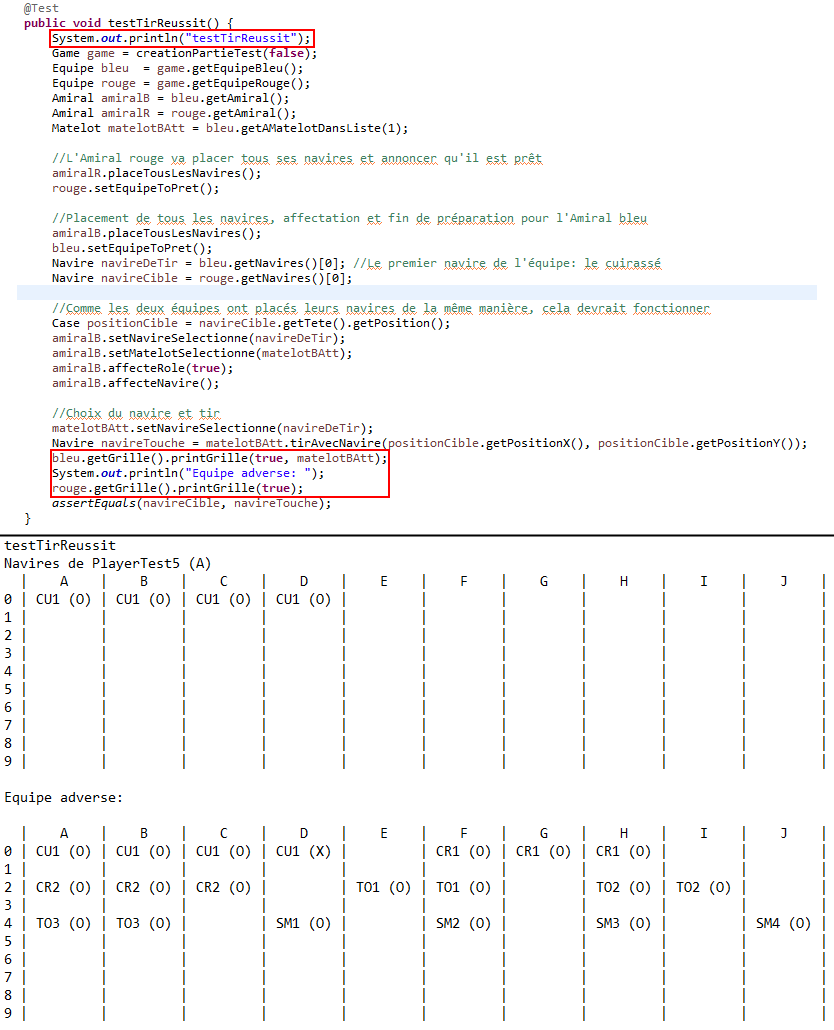 @Test
public void testTirReussit() {
System.out.println("testTirReussit");
Game game = creationPartieTest(false);
Equipe bleu  = game.getEquipeBleu();
Equipe rouge = game.getEquipeRouge();
Amiral amiralB = bleu.getAmiral();
Amiral amiralR = rouge.getAmiral();
Matelot matelotBAtt = bleu.getAMatelotDansListe(1);
//L'Amiral rouge va placer tous ses navires et annoncer qu'il est prêt
amiralR.placeTousLesNavires();
rouge.setEquipeToPret();
//Placement de tous les navires, affectation et fin de préparation pour l'Amiral bleu
amiralB.placeTousLesNavires();
bleu.setEquipeToPret();
Navire navireDeTir = bleu.getNavires()[0]; //Le premier navire de l'équipe: le cuirassé
Navire navireCible = rouge.getNavires()[0];
//Comme les deux équipes ont placés leurs navires de la même manière, cela devrait fonctionner
Case positionCible = navireCible.getTete().getPosition();
amiralB.setNavireSelectionne(navireDeTir);
amiralB.setMatelotSelectionne(matelotBAtt);
amiralB.affecteRole(true);
amiralB.affecteNavire();
//Choix du navire et tir
matelotBAtt.setNavireSelectionne(navireDeTir);
Navire navireTouche = matelotBAtt.tirAvecNavire(positionCible.getPositionX(), positionCible.getPositionY());
bleu.getGrille().printGrille(true, matelotBAtt);
System.out.println("Equipe adverse: ");
rouge.getGrille().printGrille(true);
assertEquals(navireCible, navireTouche);
}
testTirReussit
Navires de PlayerTest5 (A)
| A | B | C | D | E | F | G | H | I | J |
0 | CU1 (O) | CU1 (O) | CU1 (O) | CU1 (O) | | | | | | |
1 | | | | | | | | | | |
2 | | | | | | | | | | |
3 | | | | | | | | | | |
4 | | | | | | | | | | |
5 | | | | | | | | | | |
6 | | | | | | | | | | |
7 | | | | | | | | | | |
8 | | | | | | | | | | |
9 | | | | | | | | | | |
Equipe adverse:
| A | B | C | D | E | F | G | H | I | J |
0 | CU1 (O) | CU1 (O) | CU1 (O) | CU1 (X) | | CR1 (O) | CR1 (O) | CR1 (O) | | |
1 | | | | | | | | | | |
2 | CR2 (O) | CR2 (O) | CR2 (O) | | TO1 (O) | TO1 (O) | | TO2 (O) | TO2 (O) | |
3 | | | | | | | | | | |
4 | TO3 (O) | TO3 (O) | | SM1 (O) | | SM2 (O) | | SM3 (O) | | SM4 (O) |
5 | | | | | | | | | | |
6 | | | | | | | | | | |
7 | | | | | | | | | | |
8 | | | | | | | | | | |
9 | | | | | | | | | | |